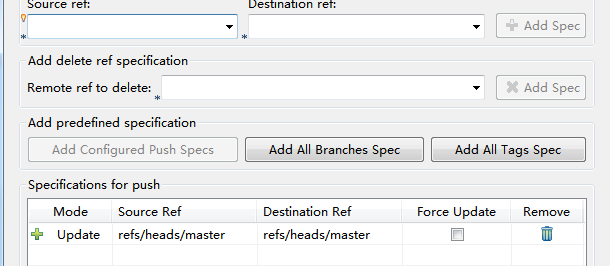 Source ref: Destination ref:
* * Add Spec
Add delete ref specification
Remote ref to delete: * Add Spec
Add predefined specification
Add Configured Push Specs Add All Branches Spec Add All Tags Spec
Specifications for push
Mode Source Ref Destination Ref Force Update Remove
Update refs/heads/master refs/heads/master